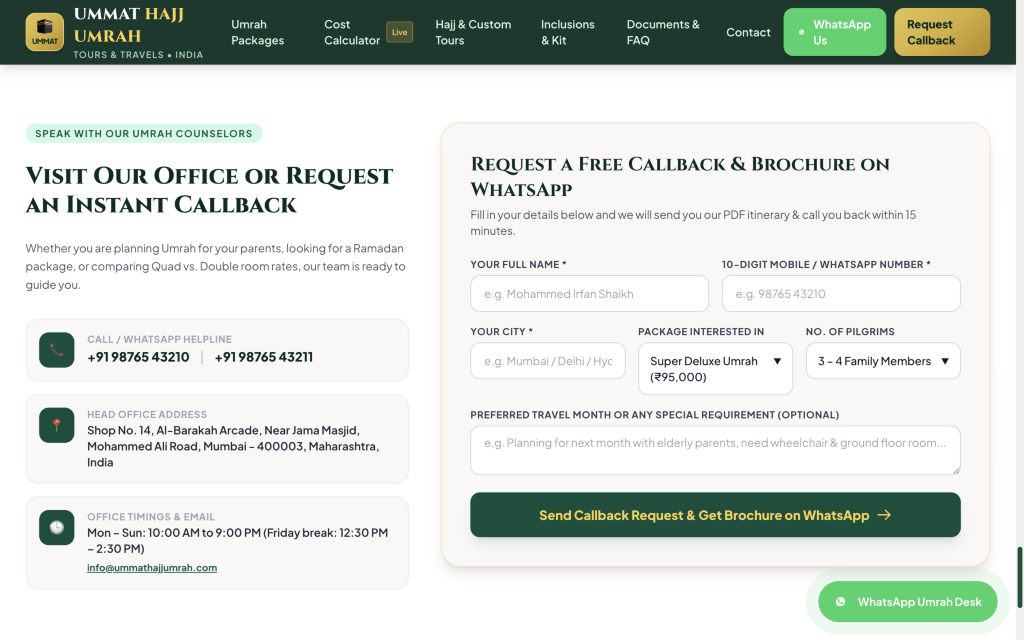 UMMAT
UMMAT HAJJ
UMRAH
TOURS & TRAVELS • INDIA
Umrah
Packages
Cost
Calculator
Live
Hajj & Custom
Tours
Inclusions
& Kit
Documents &
FAQ
Contact
WhatsApp
Us
Request
Callback
SPEAK WITH OUR UMRAH COUNSELORS
Visit Our Office or Request
an Instant Callback
Whether you are planning Umrah for your parents, looking for a Ramadan
package, or comparing Quad vs. Double room rates, our team is ready to
guide you.
CALL / WHATSAPP HELPLINE
+91 98765 43210 | +91 98765 43211
HEAD OFFICE ADDRESS
Shop No. 14, Al-Barakah Arcade, Near Jama Masjid,
Mohammed Ali Road, Mumbai - 400003, Maharashtra,
India
OFFICE TIMINGS & EMAIL
Mon – Sun: 10:00 AM to 9:00 PM (Friday break: 12:30 PM
– 2:30 PM)
info@ummathajjumrah.com
Request a Free Callback & Brochure on
WhatsApp
Fill in your details below and we will send you our PDF itinerary & call you back within 15
minutes.
YOUR FULL NAME *
e.g. Mohammed Irfan Shaikh
10-DIGIT MOBILE / WHATSAPP NUMBER *
e.g. 98765 43210
YOUR CITY *
e.g. Mumbai / Delhi / Hyc
PACKAGE INTERESTED IN
Super Deluxe Umrah
(₹95,000)
NO. OF PILGRIMS
3 – 4 Family Members
PREFERRED TRAVEL MONTH OR ANY SPECIAL REQUIREMENT (OPTIONAL)
e.g. Planning for next month with elderly parents, need wheelchair & ground floor room...
Send Callback Request & Get Brochure on WhatsApp →
WhatsApp Umrah Desk